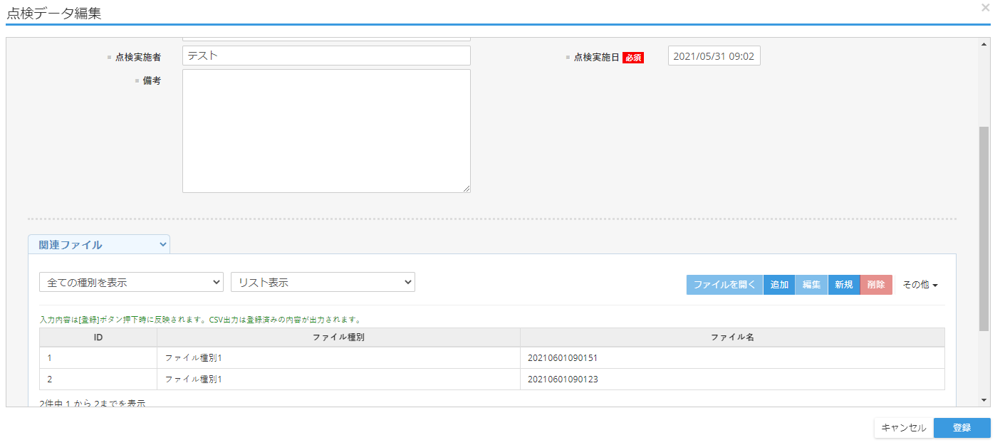 点検データ編集
×
点検実施者 テスト 点検実施日 必須 2021/05/31 09:02
備考
関連ファイル
全ての種別を表示 リスト表示 ファイルを開く 追加 編集 新規 削除 その他
入力内容は[登録]ボタン押下時に反映されます。CSV出力は登録済みの内容が出力されます。
ID ファイル種別 ファイル名
1 ファイル種別1 20210601090151
2 ファイル種別1 20210601090123
2件中 1 から 2までを表示
キャンセル 登録